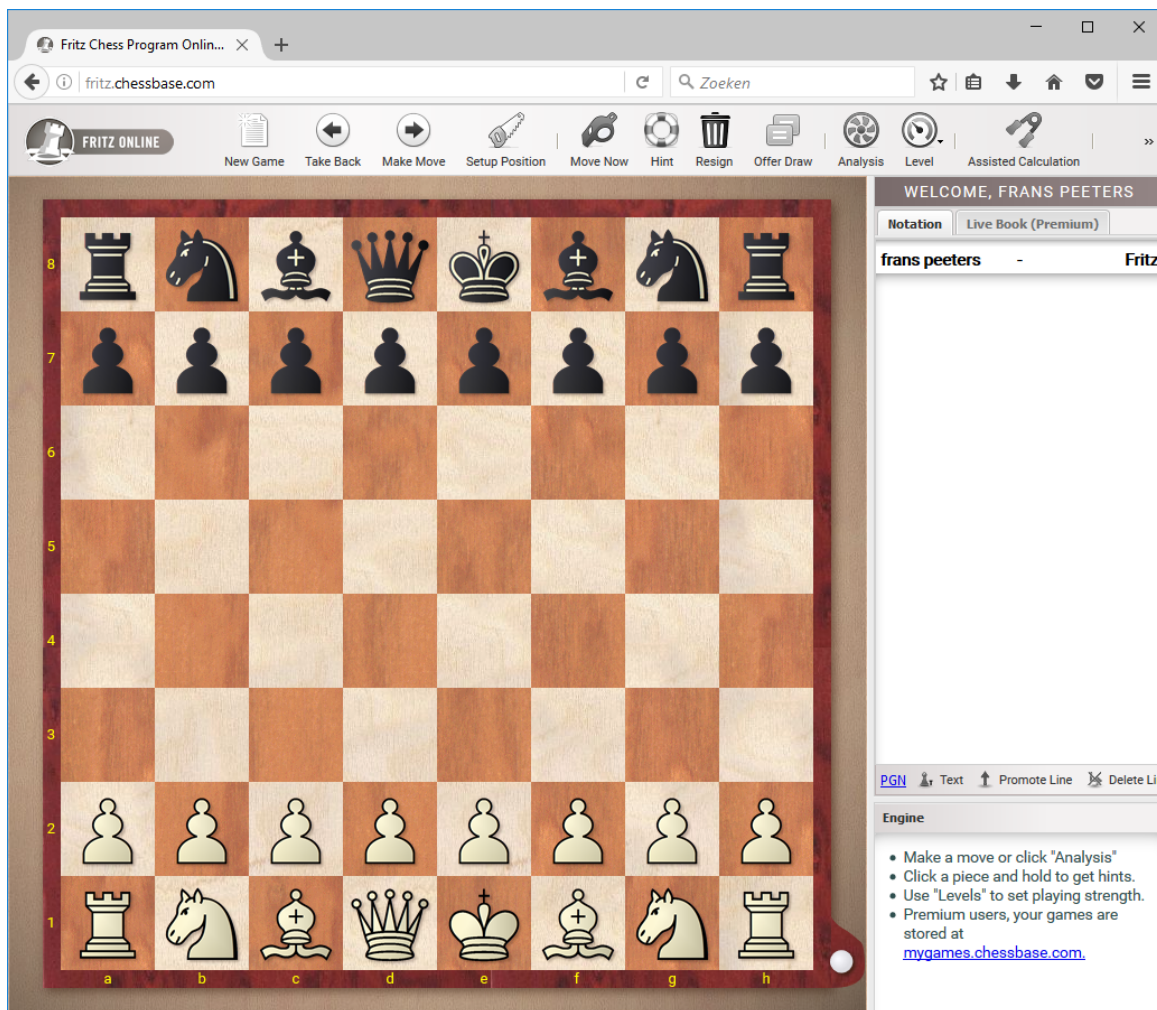 Fritz Chess Program Onlin...
fritz.chessbase.com
Zoeken
FRITZ ONLINE
New Game Take Back Make Move Setup Position Move Now Hint Resign Offer Draw Analysis Level Assisted Calculation »
WELCOME, FRANS PEETERS
Notation Live Book (Premium)
frans peeters - Fritz
8
7
6
5
4
3
2
1
a b c d e f g h
PGN Text Promote Line Delete Li
Engine
• Make a move or click "Analysis"
• Click a piece and hold to get hints.
• Use "Levels" to set playing strength.
• Premium users, your games are
stored at
mygames.chessbase.com.